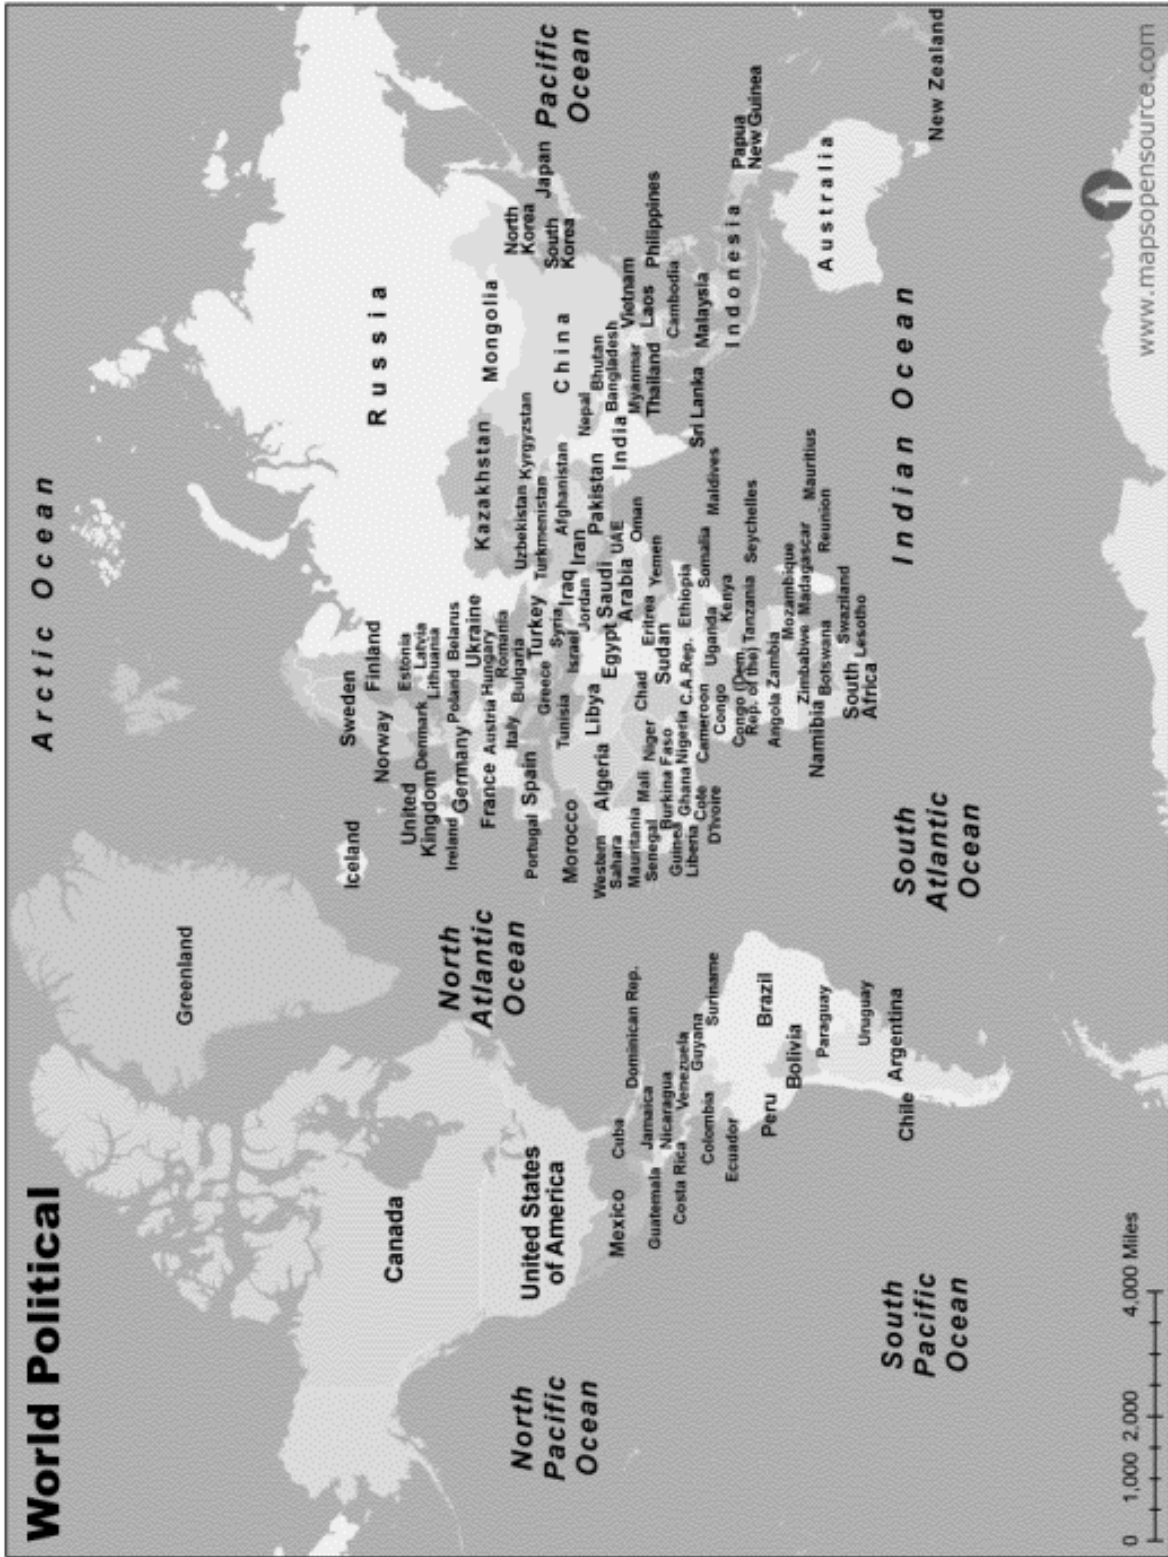 World Political
Arctic Ocean
Greenland
Iceland
Sweden
Finland
Norway
Russia
Canada
United
Kingdom
Estonia
Latvia
Lithuania
Denmark
Ireland
Germany
Poland
Belarus
Ukraine
Kazakhstan
Mongolia
France
Austria
Hungary
Romania
Italy
Bulgaria
Uzbekistan
Kyrgyzstan
Turkmenistan
North
Korea
South
Korea
Japan
Pacific
Ocean
North
Atlantic
Ocean
Portugal
Spain
Greece
Turkey
United States
of America
North
Pacific
Ocean
Morocco
Tunisia
Syria
Israel
Iraq
Jordan
Iran
Afghanistan
China
Nepal
Bhutan
Bangladesh
Pakistan
India
Algeria
Libya
Egypt
Saudi
Arabia
UAE
Oman
Yemen
Western
Sahara
Mauritania
Mali
Niger
Chad
Sudan
Eritrea
Myanmar
Thailand
Laos
Vietnam
Cambodia
Philippines
Mexico
Cuba
Dominican Rep.
Jamaica
Guatemala
Nicaragua
Costa Rica
Venezuela
Guyana
Suriname
Colombia
Ecuador
Senegal
Burkina Faso
Guinea
Ghana
Nigeria
C.A.Rep.
Ethiopia
Liberia
Cote
D'Ivoire
Cameroon
Congo
Uganda
Somalia
Kenya
Maldives
Sri Lanka
Malaysia
Indonesia
Papua
New Guinea
Congo (Dem.
Rep. of the)
Tanzania
Seychelles
Peru
Brazil
Bolivia
Paraguay
Uruguay
Argentina
Chile
Angola
Zambia
Mozambique
Zimbabwe
Madagascar
Mauritius
Reunion
Namibia
Botswana
Swaziland
South
Africa
Lesotho
Australia
New Zealand
South
Pacific
Ocean
South
Atlantic
Ocean
Indian Ocean
0 1,000 2,000 4,000 Miles
www.mapsopensource.com